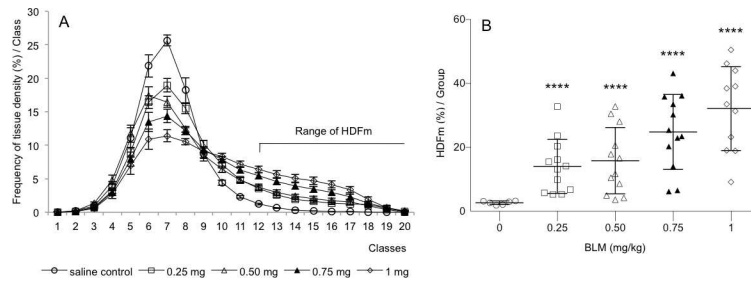 A
Frequency of tissue density (%) / Class
30
25
20
15
10
5
0
Range of HDFm
1 2 3 4 5 6 7 8 9 10 11 12 13 14 15 16 17 18 19 20
Classes
saline control 0.25 mg 0.50 mg 0.75 mg 1 mg
B
HDFm (%) / Group
60
40
20
0
****
****
****
****
0 0.25 0.50 0.75 1
BLM (mg/kg)